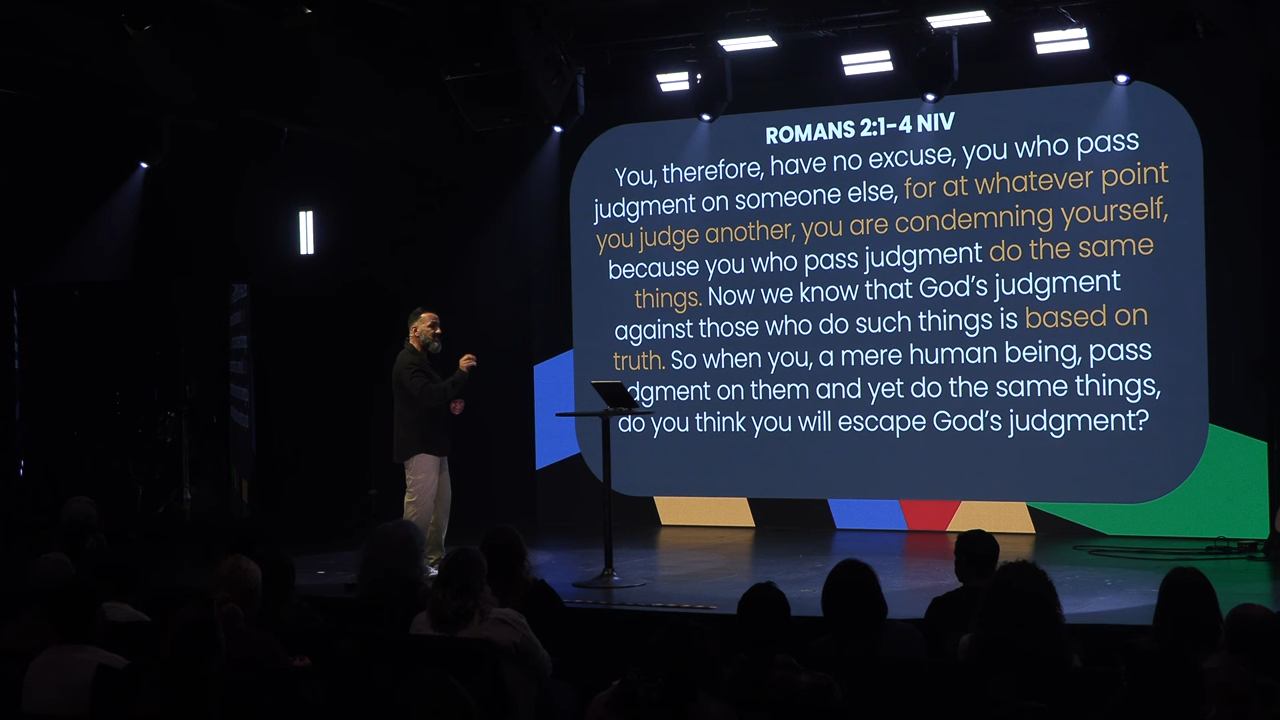 ROMANS 2:1-4 NIV
You, therefore, have no excuse, you who pass
judgment on someone else, for at whatever point
you judge another, you are condemning yourself,
because you who pass judgment do the same
things. Now we know that God's judgment
against those who do such things is based on
truth. So when you, a mere human being, pass
dgment on them and yet do the same things,
do you think you will escape God's judgment?